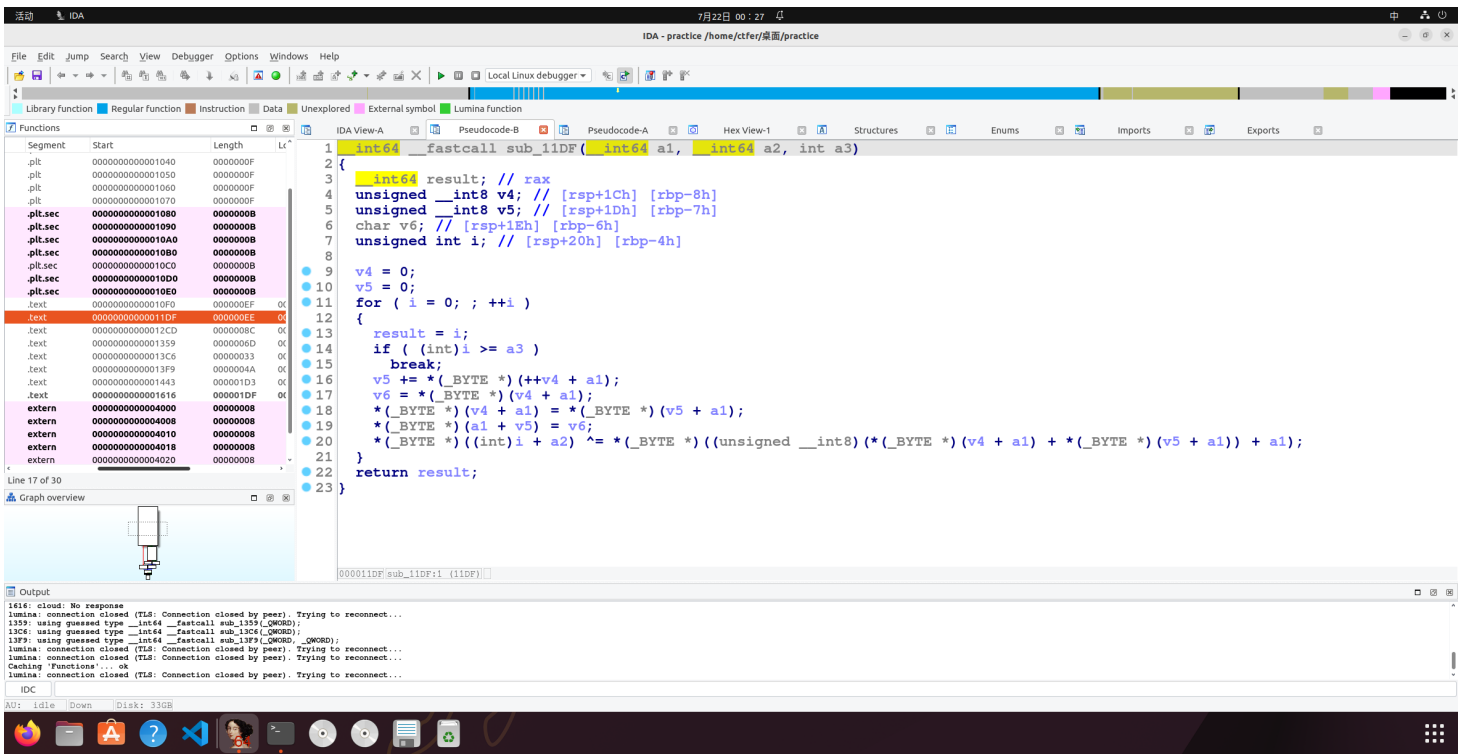 活动 IDA 7月22日 00：27 中
IDA - practice /home/ctfer/桌面/practice
File Edit Jump Search View Debugger Options Windows Help
Local Linux debugger
Library function Regular function Instruction Data Unexplored External symbol Lumina function
Functions
IDA View-A Pseudocode-B Pseudocode-A Hex View-1 Structures Enums Imports Exports
Segment Start Length
.plt 0000000000001040 0000000F
.plt 0000000000001050 0000000F
.plt 0000000000001060 0000000F
.plt 0000000000001070 0000000F
.plt.sec 0000000000001080 0000000B
.plt.sec 0000000000001090 0000000B
.plt.sec 00000000000010A0 0000000B
.plt.sec 00000000000010B0 0000000B
.plt.sec 00000000000010C0 0000000B
.plt.sec 00000000000010D0 0000000B
.plt.sec 00000000000010E0 0000000B
.text 00000000000010F0 000000EF
.text 00000000000011DF 000000EE
.text 00000000000012CD 0000008C
.text 0000000000001359 0000006D
.text 00000000000013C6 00000033
.text 00000000000013F9 0000004A
.text 0000000000001443 000001D3
.text 0000000000001616 000001DF
extern 0000000000004000 00000008
extern 0000000000004008 00000008
extern 0000000000004010 00000008
extern 0000000000004018 00000008
extern 0000000000004020 00000008
Line 17 of 30
Graph overview
1 __int64 __fastcall sub_11DF(__int64 a1, __int64 a2, int a3)
2 {
3 __int64 result; // rax
4 unsigned __int8 v4; // [rsp+1Ch] [rbp-8h]
5 unsigned __int8 v5; // [rsp+1Dh] [rbp-7h]
6 char v6; // [rsp+1Eh] [rbp-6h]
7 unsigned int i; // [rsp+20h] [rbp-4h]
8
9 v4 = 0;
10 v5 = 0;
11 for ( i = 0; ; ++i )
12 {
13 result = i;
14 if ( (int)i >= a3 )
15 break;
16 v5 += *(_BYTE *)(++v4 + a1);
17 v6 = *(_BYTE *)(v4 + a1);
18 *(_BYTE *)(v4 + a1) = *(_BYTE *)(v5 + a1);
19 *(_BYTE *)(a1 + v5) = v6;
20 *(_BYTE *)((int)i + a2) ^= *(_BYTE *)((unsigned __int8)(*(_BYTE *)(v4 + a1) + *(_BYTE *)(v5 + a1)) + a1);
21 }
22 return result;
23 }
000011DF sub_11DF:1 (11DF)
Output
1616: cloud: No response
lumina: connection closed (TLS: Connection closed by peer). Trying to reconnect...
1359: using guessed type __int64 __fastcall sub_1359(_QWORD);
13C6: using guessed type __int64 __fastcall sub_13C6(_QWORD);
13F9: using guessed type __int64 __fastcall sub_13F9(_QWORD, _QWORD);
lumina: connection closed (TLS: Connection closed by peer). Trying to reconnect...
lumina: connection closed (TLS: Connection closed by peer). Trying to reconnect...
Caching 'Functions'... ok
lumina: connection closed (TLS: Connection closed by peer). Trying to reconnect...
IDC
AU: idle Down Disk: 33GB